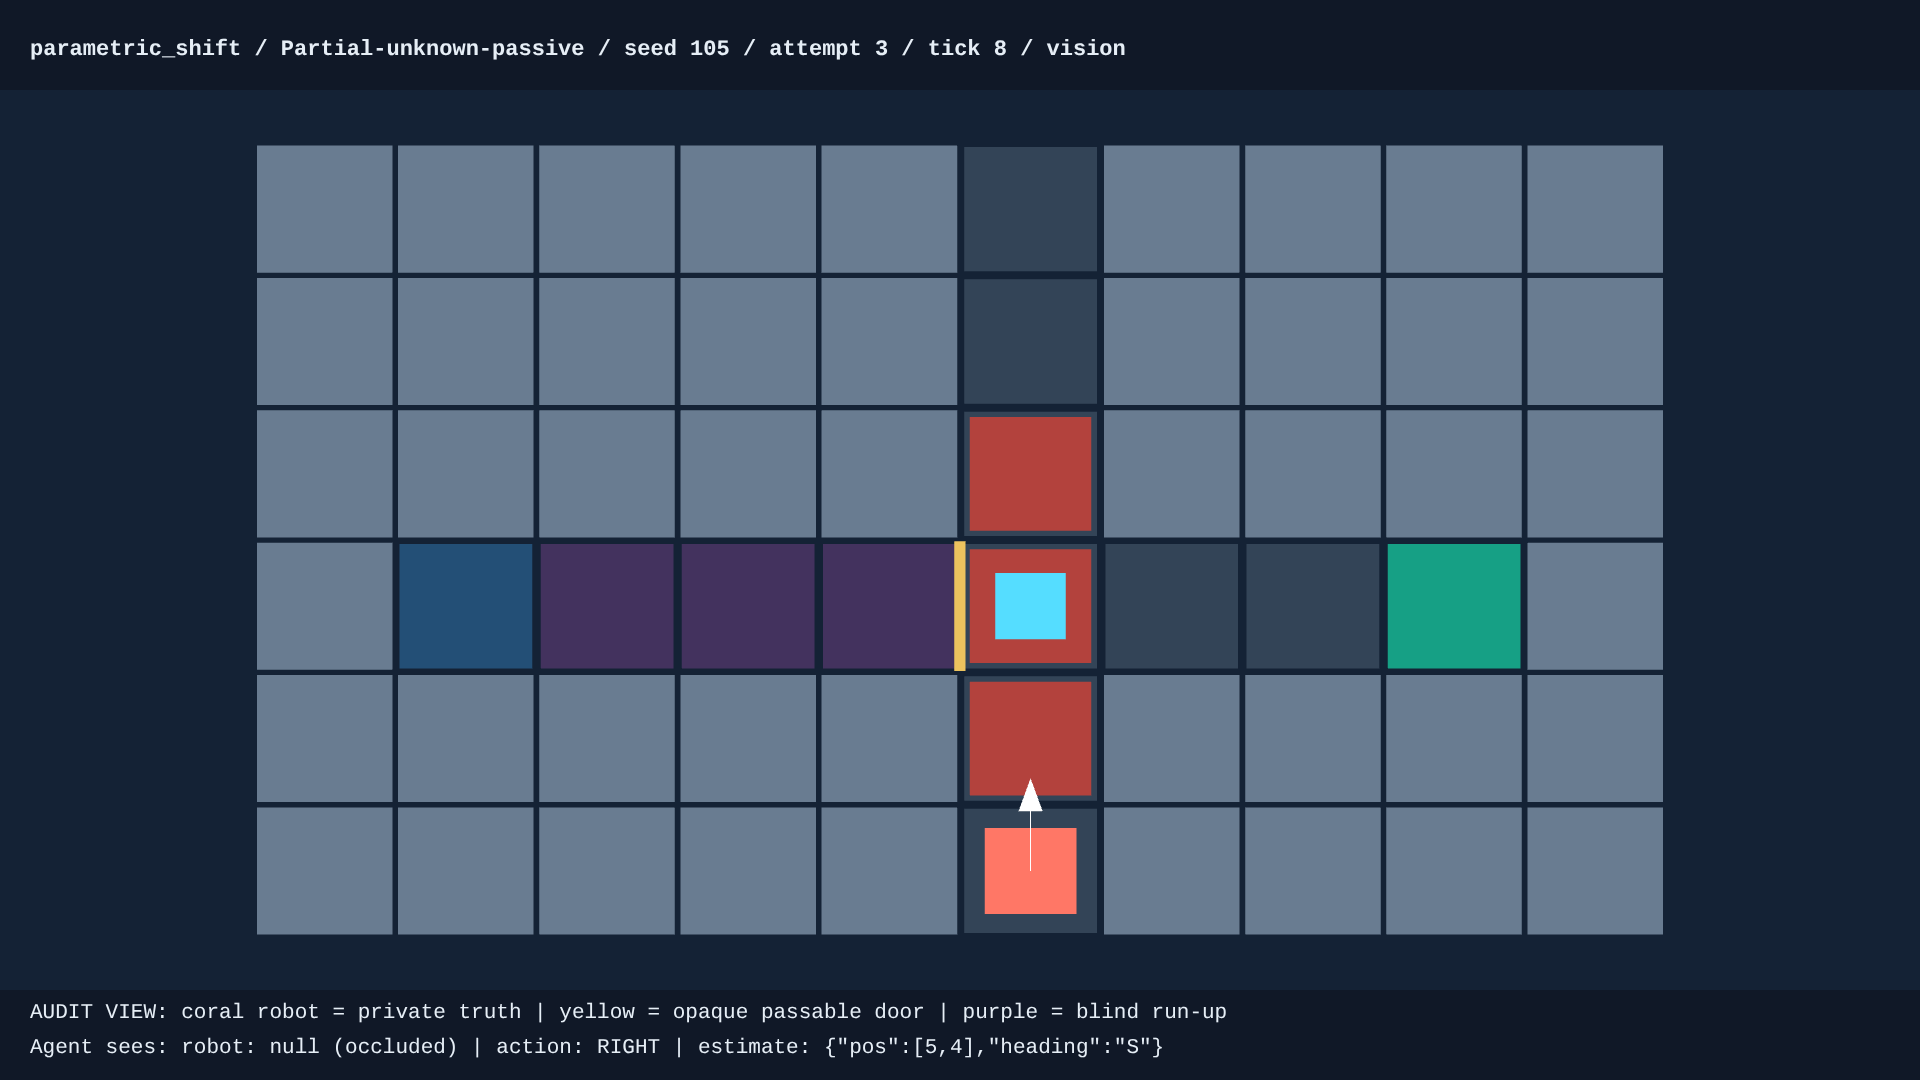 parametric_shift / Partial-unknown-passive / seed 105 / attempt 3 / tick 8 / vision
AUDIT VIEW: coral robot = private truth | yellow = opaque passable door | purple = blind run-up
Agent sees: robot: null (occluded) | action: RIGHT | estimate: {"pos":[5,4],"heading":"S"}